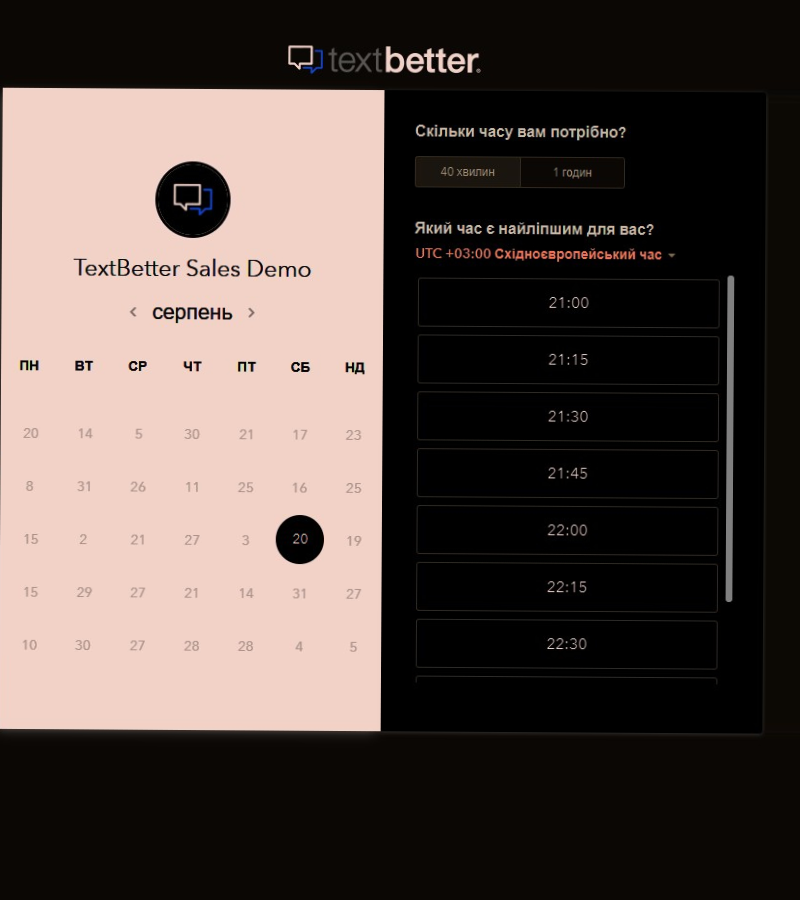 textbetter.
TextBetter Sales Demo
серпень
ПН ВТ СР ЧТ ПТ СБ НД
20 14 5 30 21 17 23
8 31 26 11 25 16 25
15 2 21 27 3 20 19
15 29 27 21 14 31 27
10 30 27 28 28 4 5
Скільки часу вам потрібно?
40 хвилин 1 годин
Який час є найліпшим для вас?
UTC +03:00 Східноєвропейський час
21:00
21:15
21:30
21:45
22:00
22:15
22:30